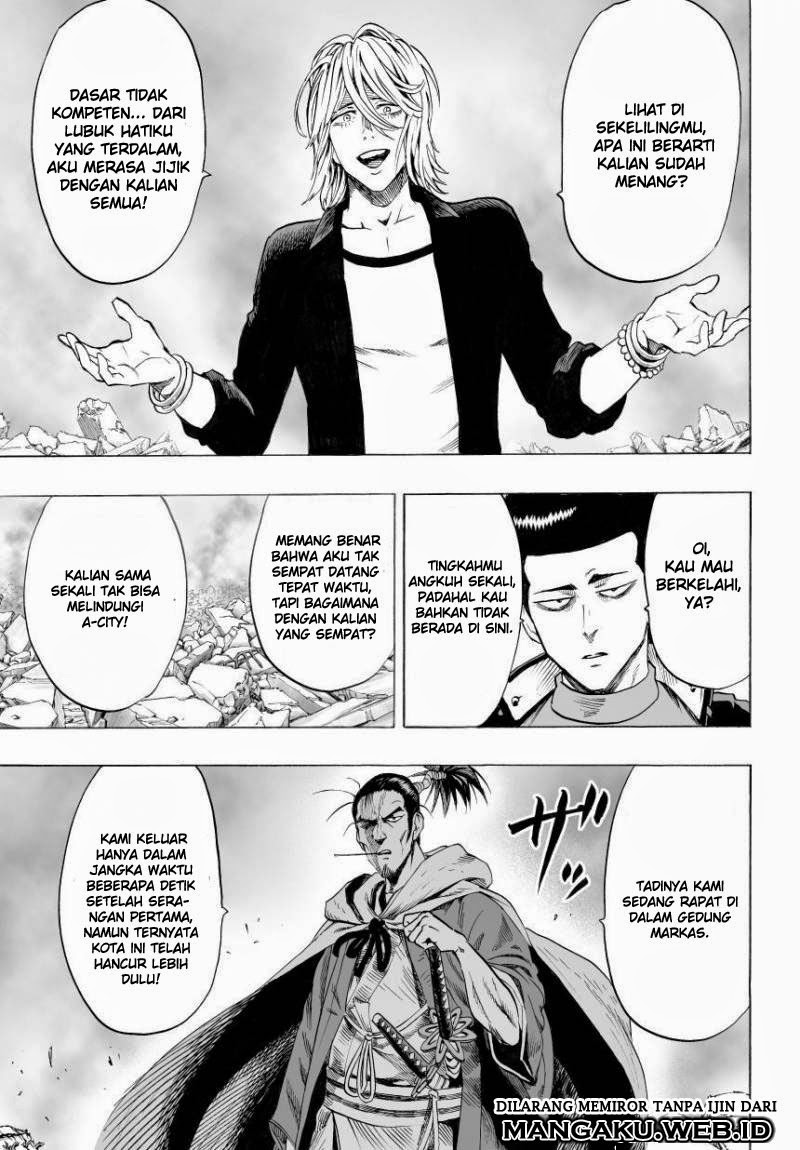 LIHAT DI
SEKELILINGMU,
APA INI BERARTI
KALIAN SUDAH
MENANG?
DASAR TIDAK
KOMPETEN... DARI
LUBUK HATIKU
YANG TERDALAM,
AKU MERASA JIJIK
DENGAN KALIAN
SEMUA!
OI,
KAU MAU
BERKELAHI,
YA?
TINGKAHMU
ANGKUH SEKALI,
PADAHAL KAU
BAHKAN TIDAK
BERADA DI SINI.
MEMANG BENAR
BAHWA AKU TAK
SEMPAT DATANG
TEPAT WAKTU,
TAPI BAGAIMANA
DENGAN KALIAN
YANG SEMPAT?
KALIAN SAMA
SEKALI TAK BISA
MELINDUNGI
A-CITY!
TADINYA KAMI
SEDANG RAPAT DI
DALAM GEDUNG
MARKAS.
ザッ
KAMI KELUAR
HANYA DALAM
JANGKA WAKTU
BEBERAPA DETIK
SETELAH SERA-
NGAN PERTAMA,
NAMUN TERNYATA
KOTA INI TELAH
HANCUR LEBIH
DULU!
DILARANG MEMIROR TANPA IJIN DARI
MANGAKU.WEB.ID